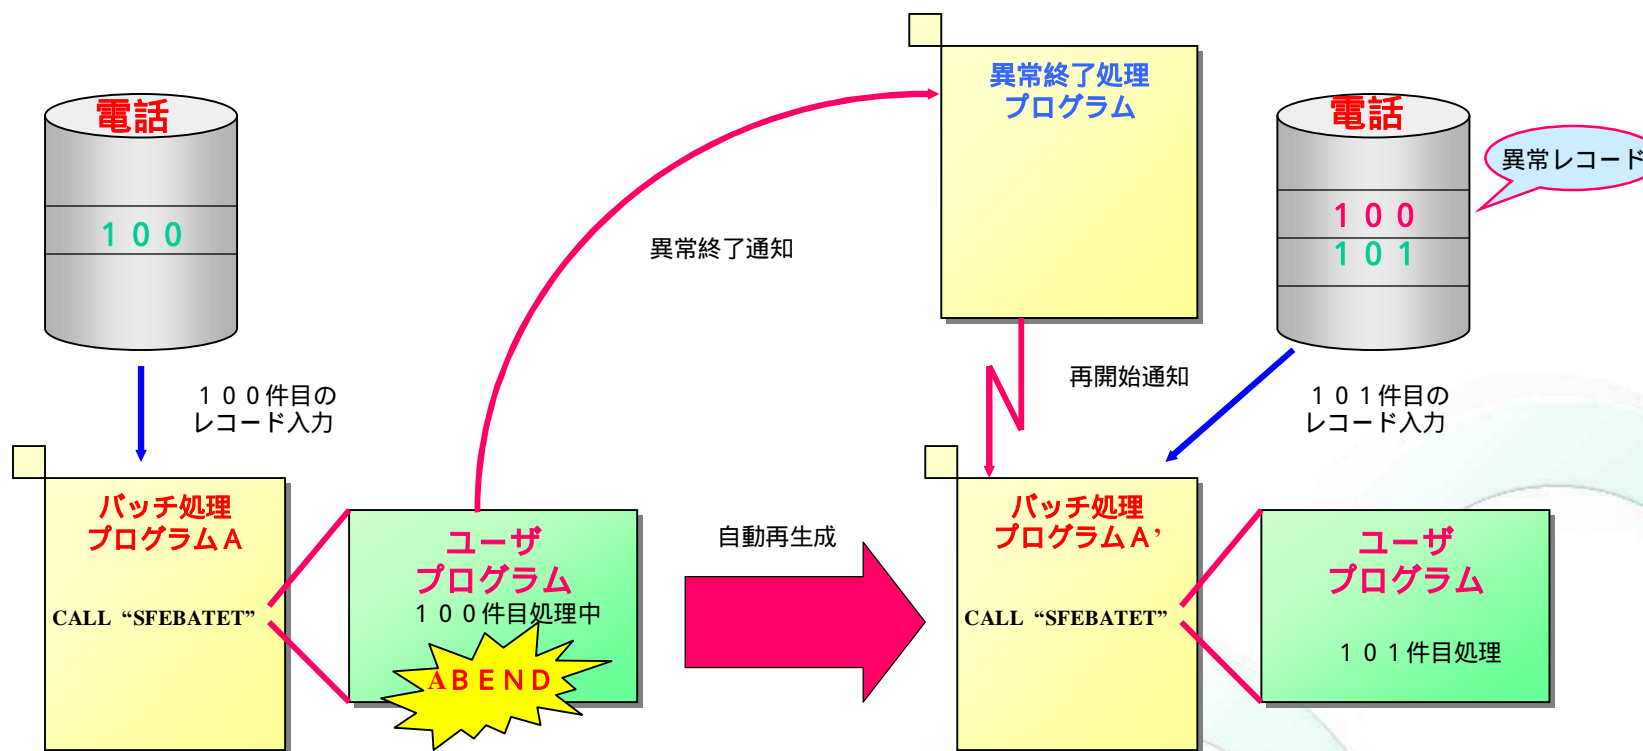 電話
１００
１００件目の
レコード入力
バッチ処理
プログラムＡ
CALL “SFEBATET”
ユーザ
プログラム
１００件目処理中
ＡＢＥＮＤ
異常終了通知
異常終了処理
プログラム
再開始通知
自動再生成
電話
１００
１０１
異常レコード
１０１件目の
レコード入力
バッチ処理
プログラムＡ’
CALL “SFEBATET”
ユーザ
プログラム
１０１件目処理